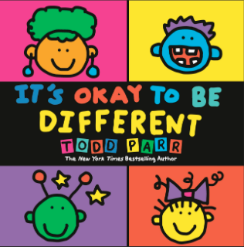 IT'S OKAY TO BE
DIFFERENT
TODD PARR
The New York Times Bestselling Author